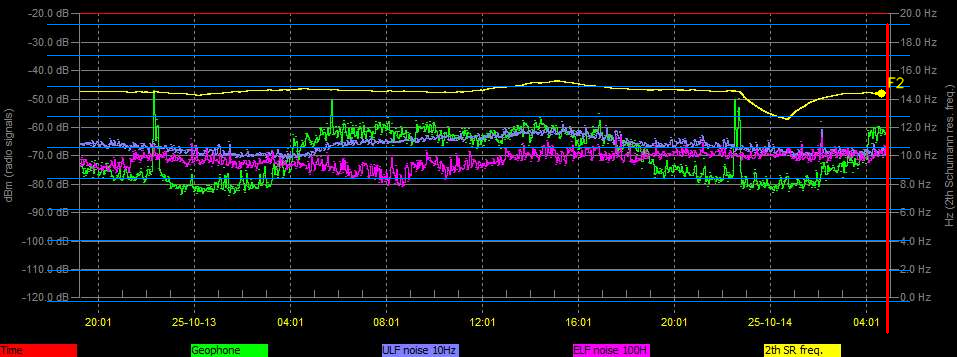 -20.0 dB 20.0 Hz
-30.0 dB 18.0 Hz
-40.0 dB 16.0 Hz
F2
-50.0 dB 14.0 Hz
-60.0 dB 12.0 Hz
-70.0 dB 10.0 Hz
-80.0 dB 8.0 Hz
-90.0 dB 6.0 Hz
-100.0 dB 4.0 Hz
-110.0 dB 2.0 Hz
-120.0 dB 0.0 Hz
dBm (radio signals)
Hz (2th Schumann res. freq.)
20:01 25-10-13 04:01 08:01 12:01 16:01 20:01 25-10-14 04:01
Time Geophone ULF noise 10Hz ELF noise 100H 2th SR freq.